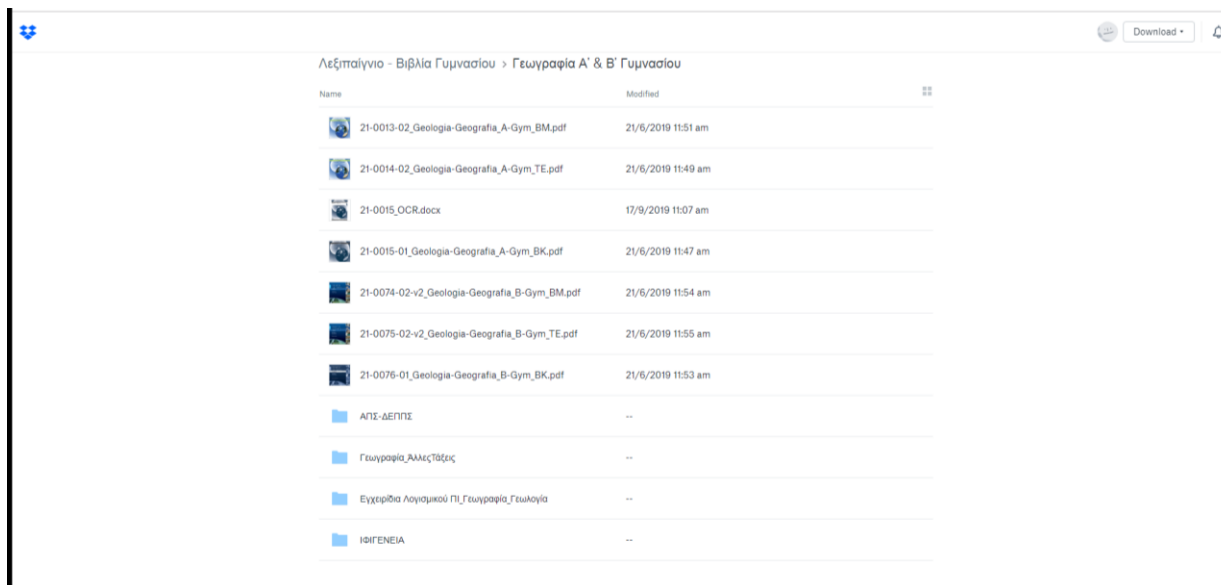 Download
Λεξιπαίγνιο - Βιβλία Γυμνασίου > Γεωγραφία Α' & Β' Γυμνασίου
Name Modified
21-0013-02_Geologia-Geografia_A-Gym_BM.pdf 21/6/2019 11:51 am
21-0014-02_Geologia-Geografia_A-Gym_TE.pdf 21/6/2019 11:49 am
21-0015_OCR.docx 17/9/2019 11:07 am
21-0015-01_Geologia-Geografia_A-Gym_BK.pdf 21/6/2019 11:47 am
21-0074-02-v2_Geologia-Geografia_B-Gym_BM.pdf 21/6/2019 11:54 am
21-0075-02-v2_Geologia-Geografia_B-Gym_TE.pdf 21/6/2019 11:55 am
21-0076-01_Geologia-Geografia_B-Gym_BK.pdf 21/6/2019 11:53 am
ΑΠΣ-ΔΕΠΠΣ --
Γεωγραφία_ΆλλεςΤάξεις --
Εγχειρίδια Λογισμικού ΠΙ_Γεωγραφία_Γεωλογία --
ΙΦΙΓΕΝΕΙΑ --